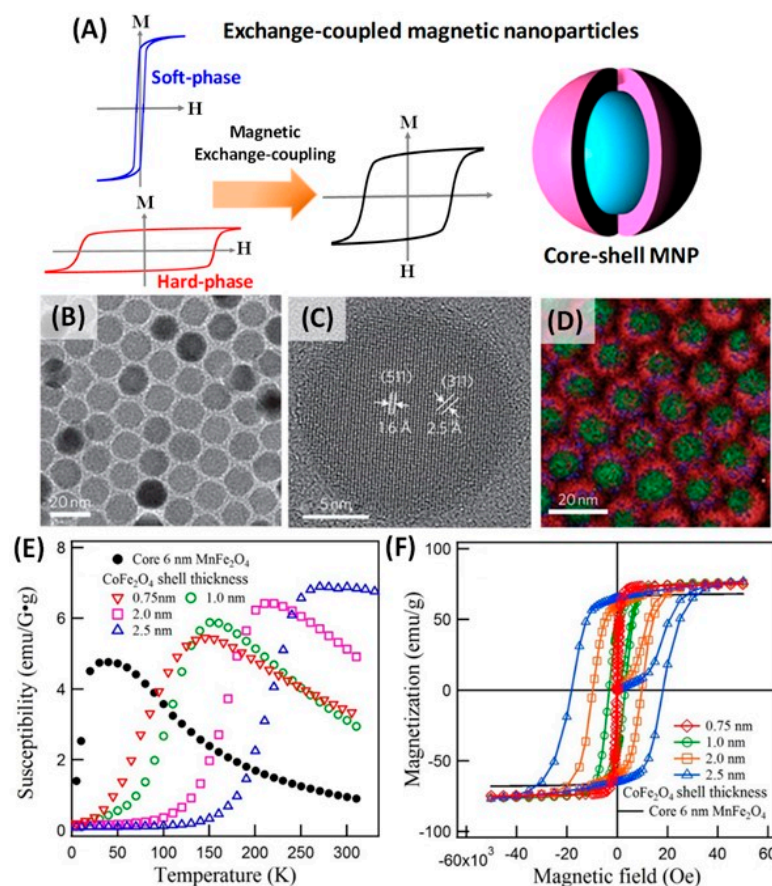 (A) Exchange-coupled magnetic nanoparticles
M
Soft-phase
H
Magnetic
Exchange-coupling
M
H
M
H
Hard-phase
Core-shell MNP
(B)
20 nm
(C)
(511)
1.6 Å
(311)
2.5 Å
5 nm
(D)
20 nm
(E)
8
6
4
2
0
Susceptibility (emu/G•g)
Core 6 nm MnFe2O4
CoFe2O4 shell thickness
0.75nm 1.0 nm
2.0 nm
2.5 nm
0 50 100 150 200 250 300
Temperature (K)
(F)
100
50
0
-50
-100
Magnetization (emu/g)
0.75 nm
1.0 nm
2.0 nm
2.5 nm
CoFe2O4 shell thickness
Core 6 nm MnFe2O4
-60x10³ -40 -20 0 20 40 60
Magnetic field (Oe)